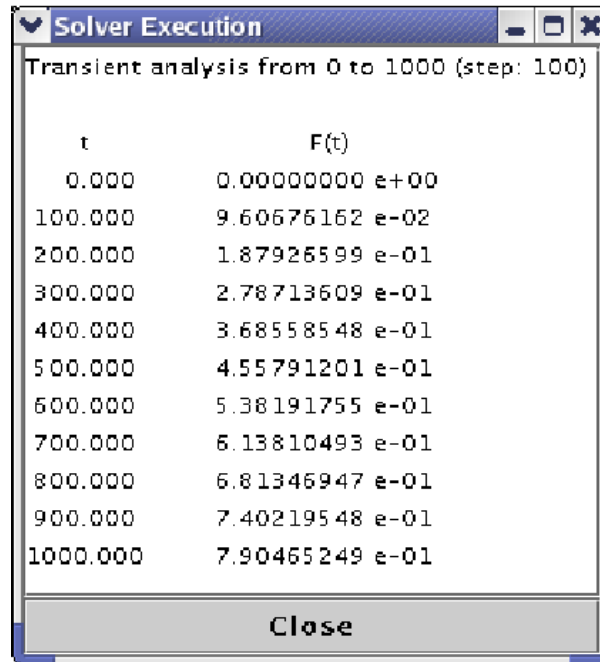 Solver Execution
Transient analysis from 0 to 1000 (step: 100)
t F(t)
0.000 0.00000000 e+00
100.000 9.60676162 e-02
200.000 1.87926599 e-01
300.000 2.78713609 e-01
400.000 3.68558548 e-01
500.000 4.55791201 e-01
600.000 5.38191755 e-01
700.000 6.13810493 e-01
800.000 6.81346947 e-01
900.000 7.40219548 e-01
1000.000 7.90465249 e-01
Close